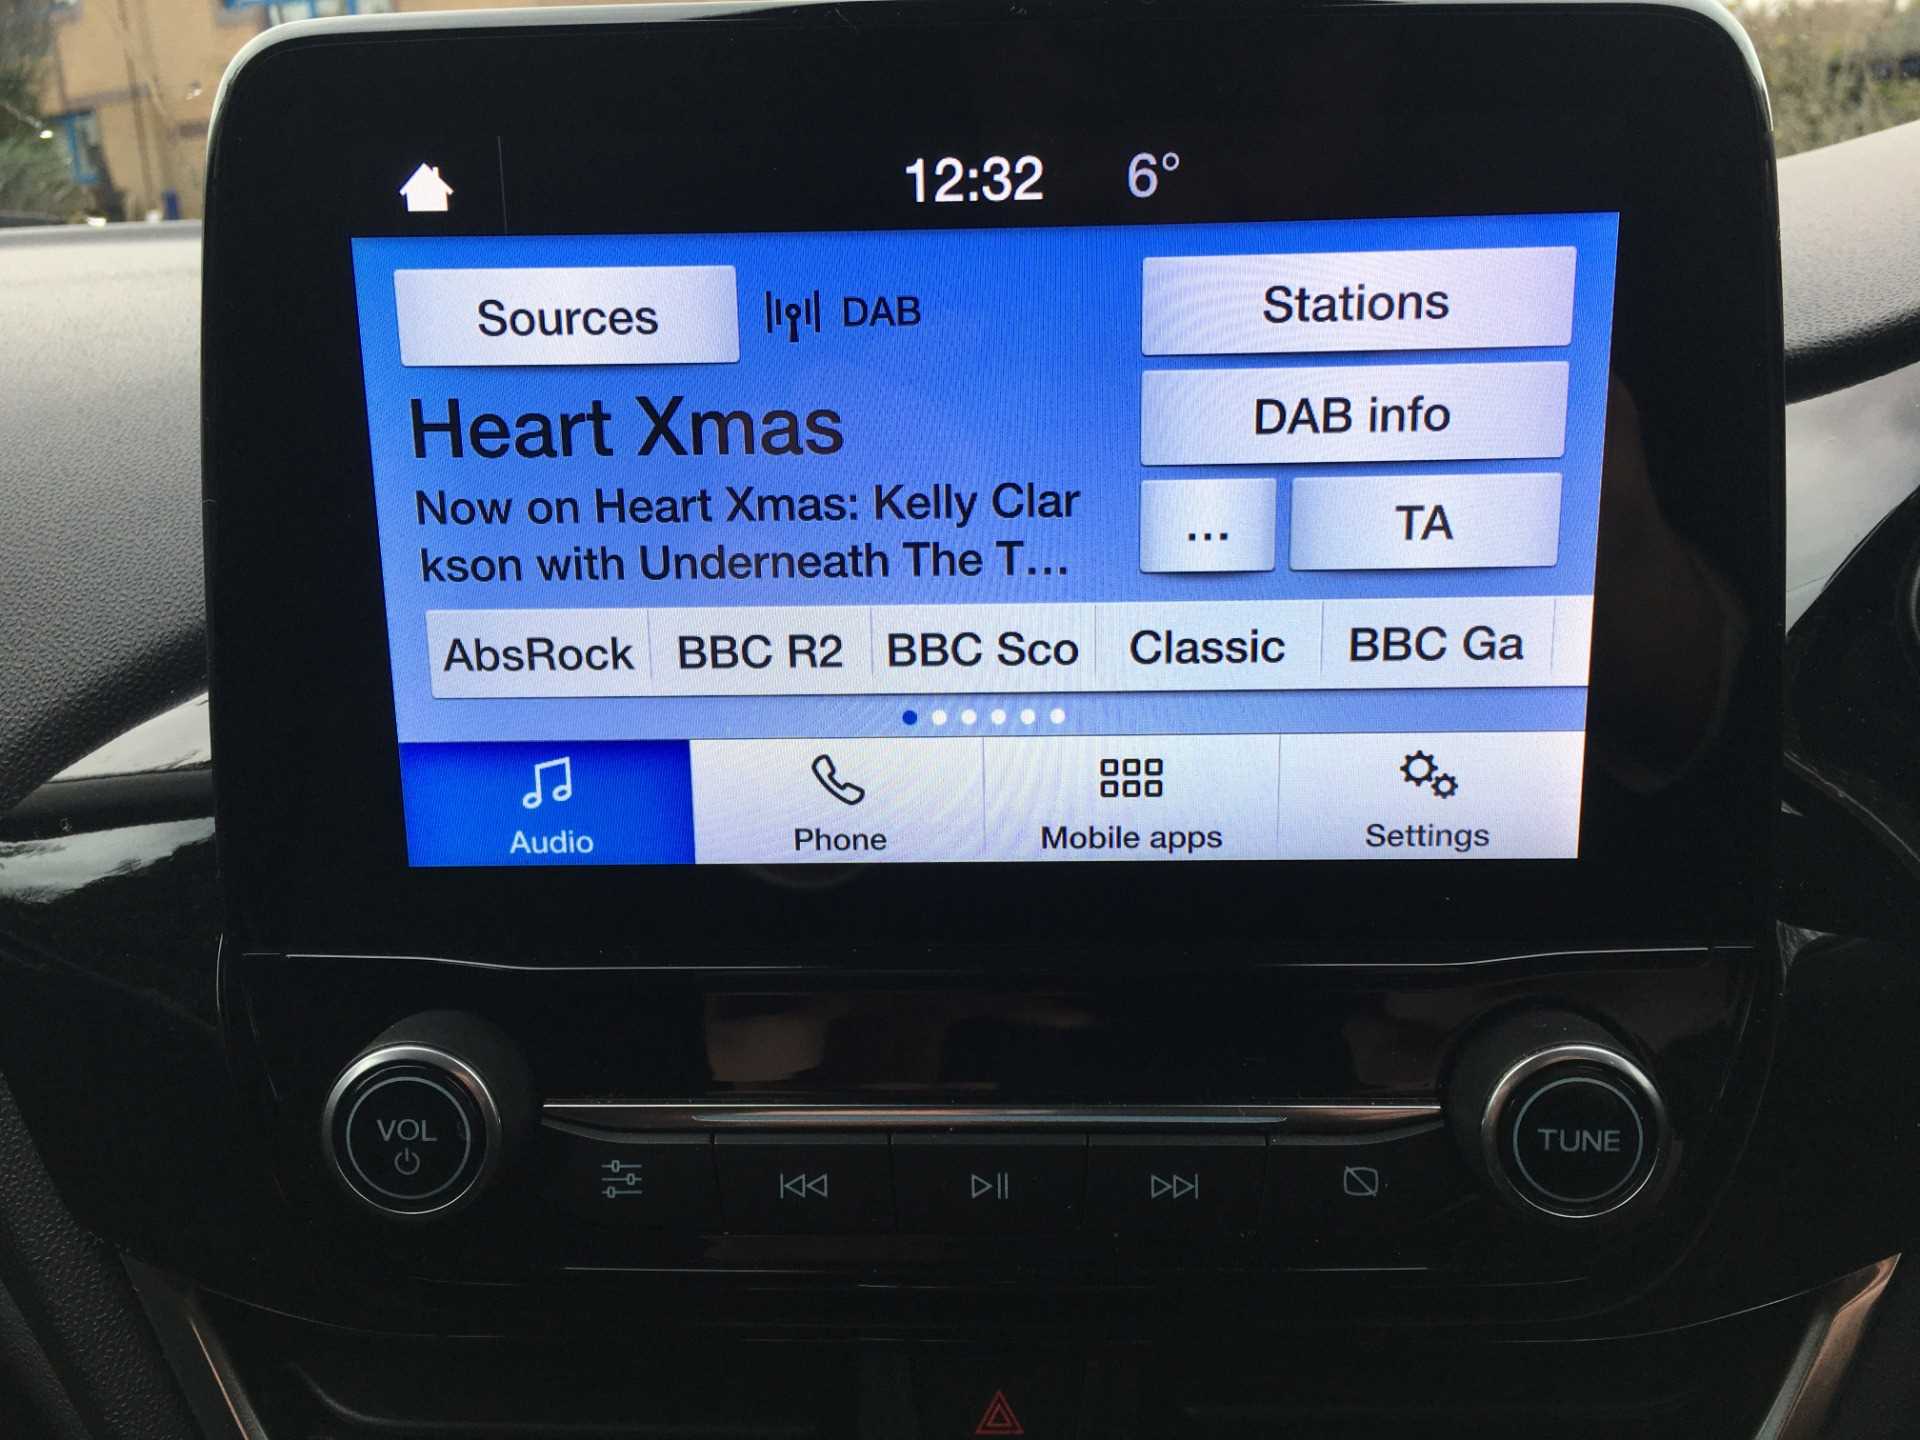 12:32 6°
Sources DAB Stations
Heart Xmas DAB info
Now on Heart Xmas: Kelly Clar
kson with Underneath The T...
... TA
AbsRock BBC R2 BBC Sco Classic BBC Ga
Audio Phone Mobile apps Settings
VOL TUNE